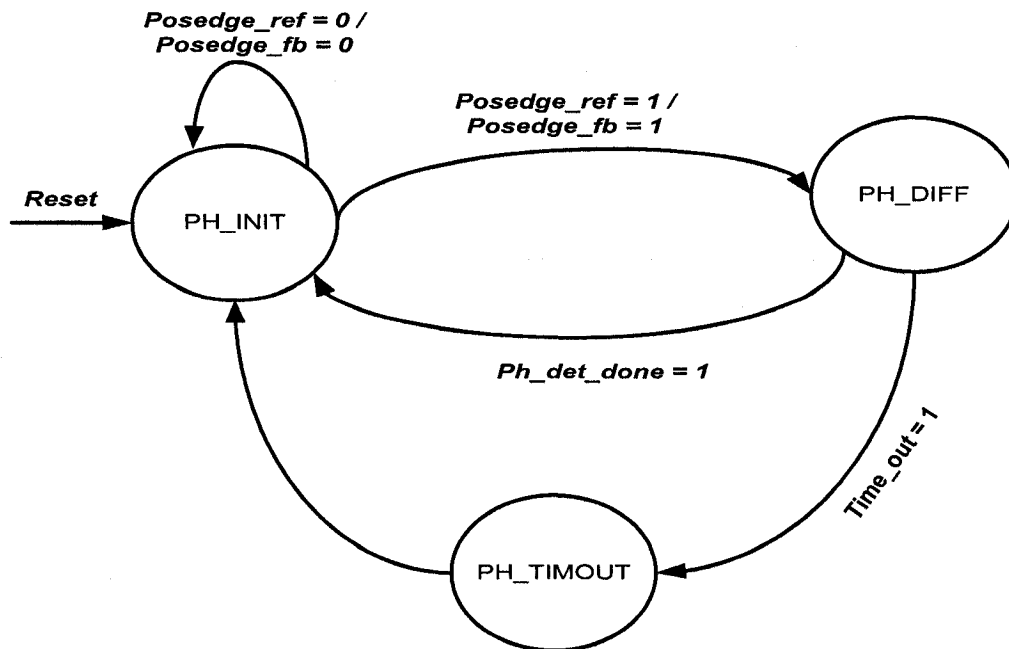 Posedge_ref = 0 /
Posedge_fb = 0
Posedge_ref = 1 /
Posedge_fb = 1
PH_DIFF
Reset
PH_INIT
Ph_det_done = 1
Time_out = 1
PH_TIMOUT